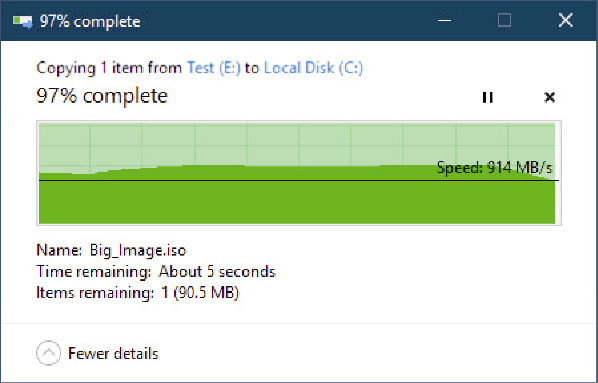 97% complete
Copying 1 item from Test (E:) to Local Disk (C:)
97% complete
Speed: 914 MB/s
Name: Big_Image.iso
Time remaining: About 5 seconds
Items remaining: 1 (90.5 MB)
Fewer details